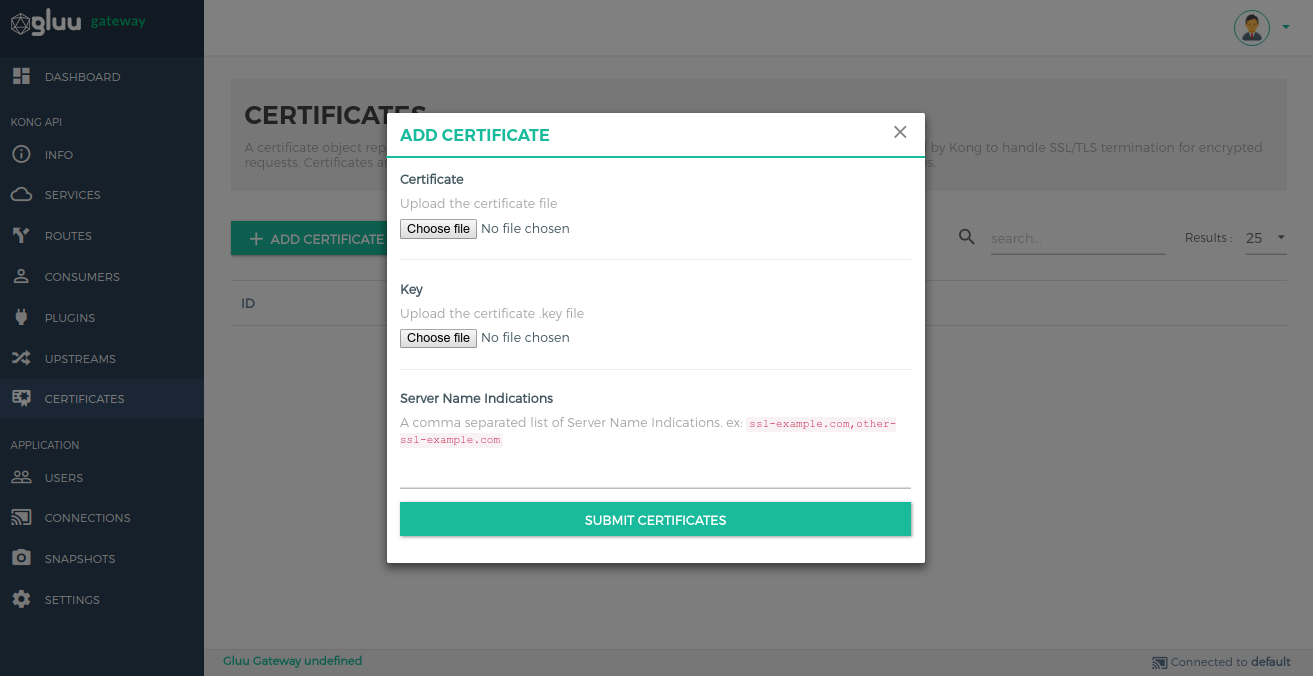 gluu gateway
DASHBOARD
KONG API
INFO
SERVICES
ROUTES
CONSUMERS
PLUGINS
UPSTREAMS
CERTIFICATES
APPLICATION
USERS
CONNECTIONS
SNAPSHOTS
SETTINGS
CERTIFICATES
A certificate object rep by Kong to handle SSL/TLS termination for encrypted
requests. Certificates s.
ADD CERTIFICATE
search...
Results :
25
ID
ADD CERTIFICATE
Certificate
Upload the certificate file
Choose file No file chosen
Key
Upload the certificate .key file
Choose file No file chosen
Server Name Indications
A comma separated list of Server Name Indications. ex: ssl-example.com,other-
ssl-example.com
SUBMIT CERTIFICATES
Gluu Gateway undefined
Connected to default